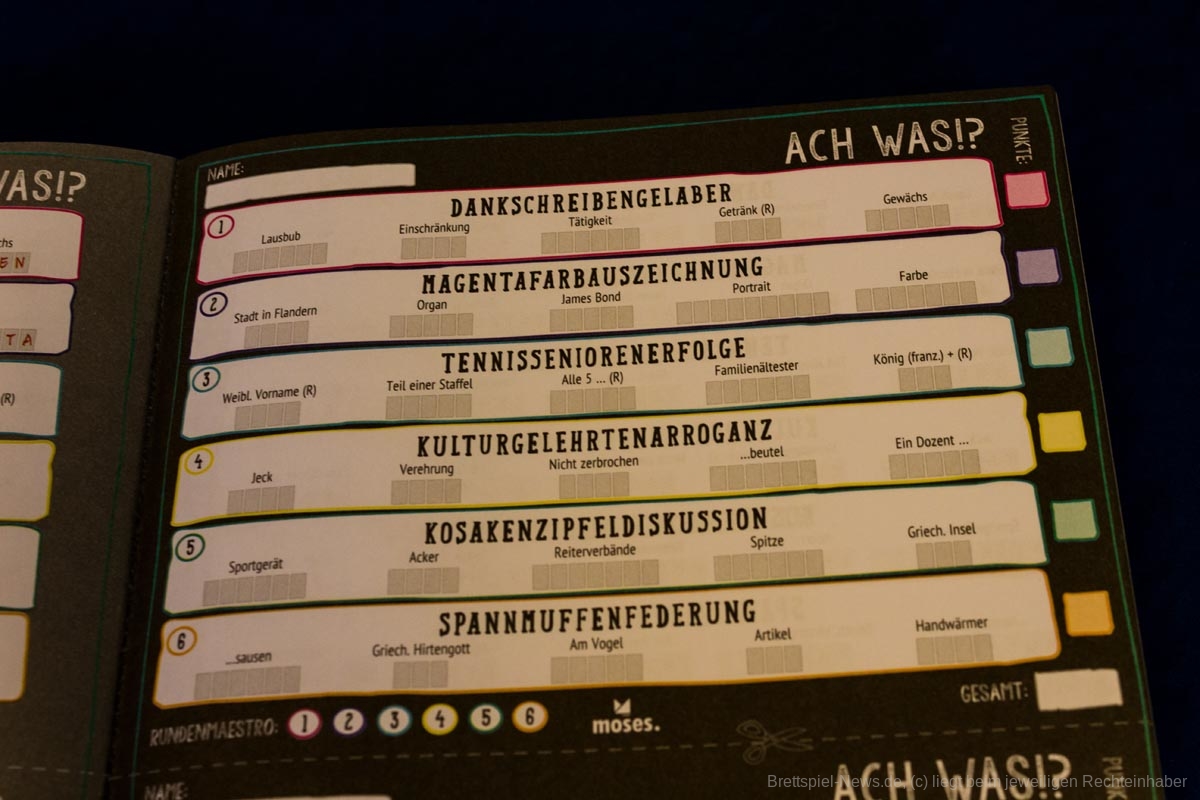 WAS!?
EN
TA
(R)
NAME:
ACH WAS!?
PUNKTE:
1
DANKSCHREIBENGELABER
Lausbub
Einschränkung
Tätigkeit
Getränk (R)
Gewächs
2
MAGENTAFARBAUSZEICHNUNG
Stadt in Flandern
Organ
James Bond
Portrait
Farbe
3
TENNISSENIORENERFOLGE
Weibl. Vorname (R)
Teil einer Staffel
Alle 5 ... (R)
Familienältester
König (franz.) + (R)
4
KULTURGELEHRTENARROGANZ
Jeck
Verehrung
Nicht zerbrochen
...beutel
Ein Dozent ...
5
KOSAKENZIPFELDISKUSSION
Sportgerät
Acker
Reiterverbände
Spitze
Griech. Insel
6
SPANNMUFFENFEDERUNG
...sausen
Griech. Hirtengott
Am Vogel
Artikel
Handwärmer
RUNDENMAESTRO: 1 2 3 4 5 6
moses.
GESAMT:
NAME:
ACH WAS!?
Brettspiel-News.de, (c) liegt beim jeweiligen Rechteinhaber